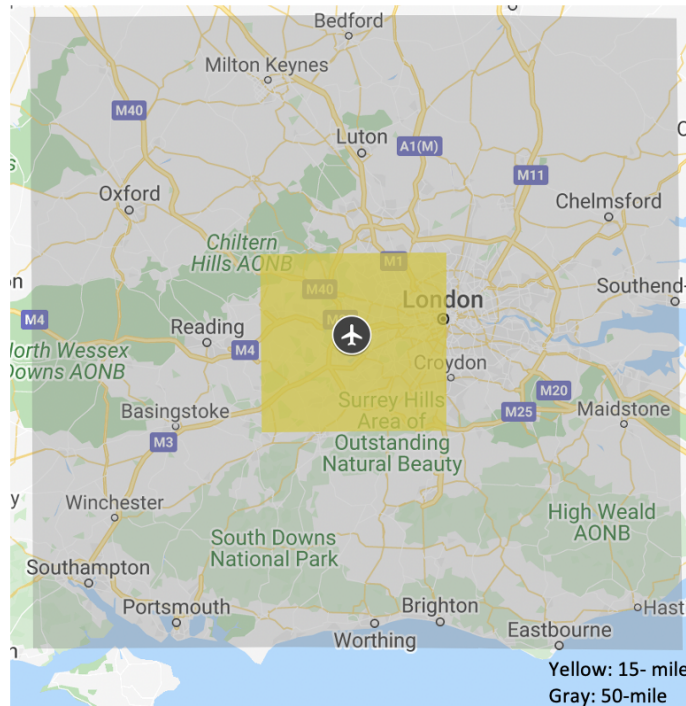 Bedford
Milton Keynes
M40
Luton
A1(M)
M11
Oxford
Chelmsford
Chiltern
Hills AONB
M1
M40
London
Southend-
M4
Reading
M4
North Wessex
Downs AONB
Croydon
M20
Surrey Hills
Area of
Outstanding
Natural Beauty
M25
Maidstone
Basingstoke
M3
Winchester
High Weald
AONB
South Downs
National Park
Southampton
Portsmouth
Brighton
Hast
Worthing
Eastbourne
Yellow: 15- mile
Gray: 50-mile